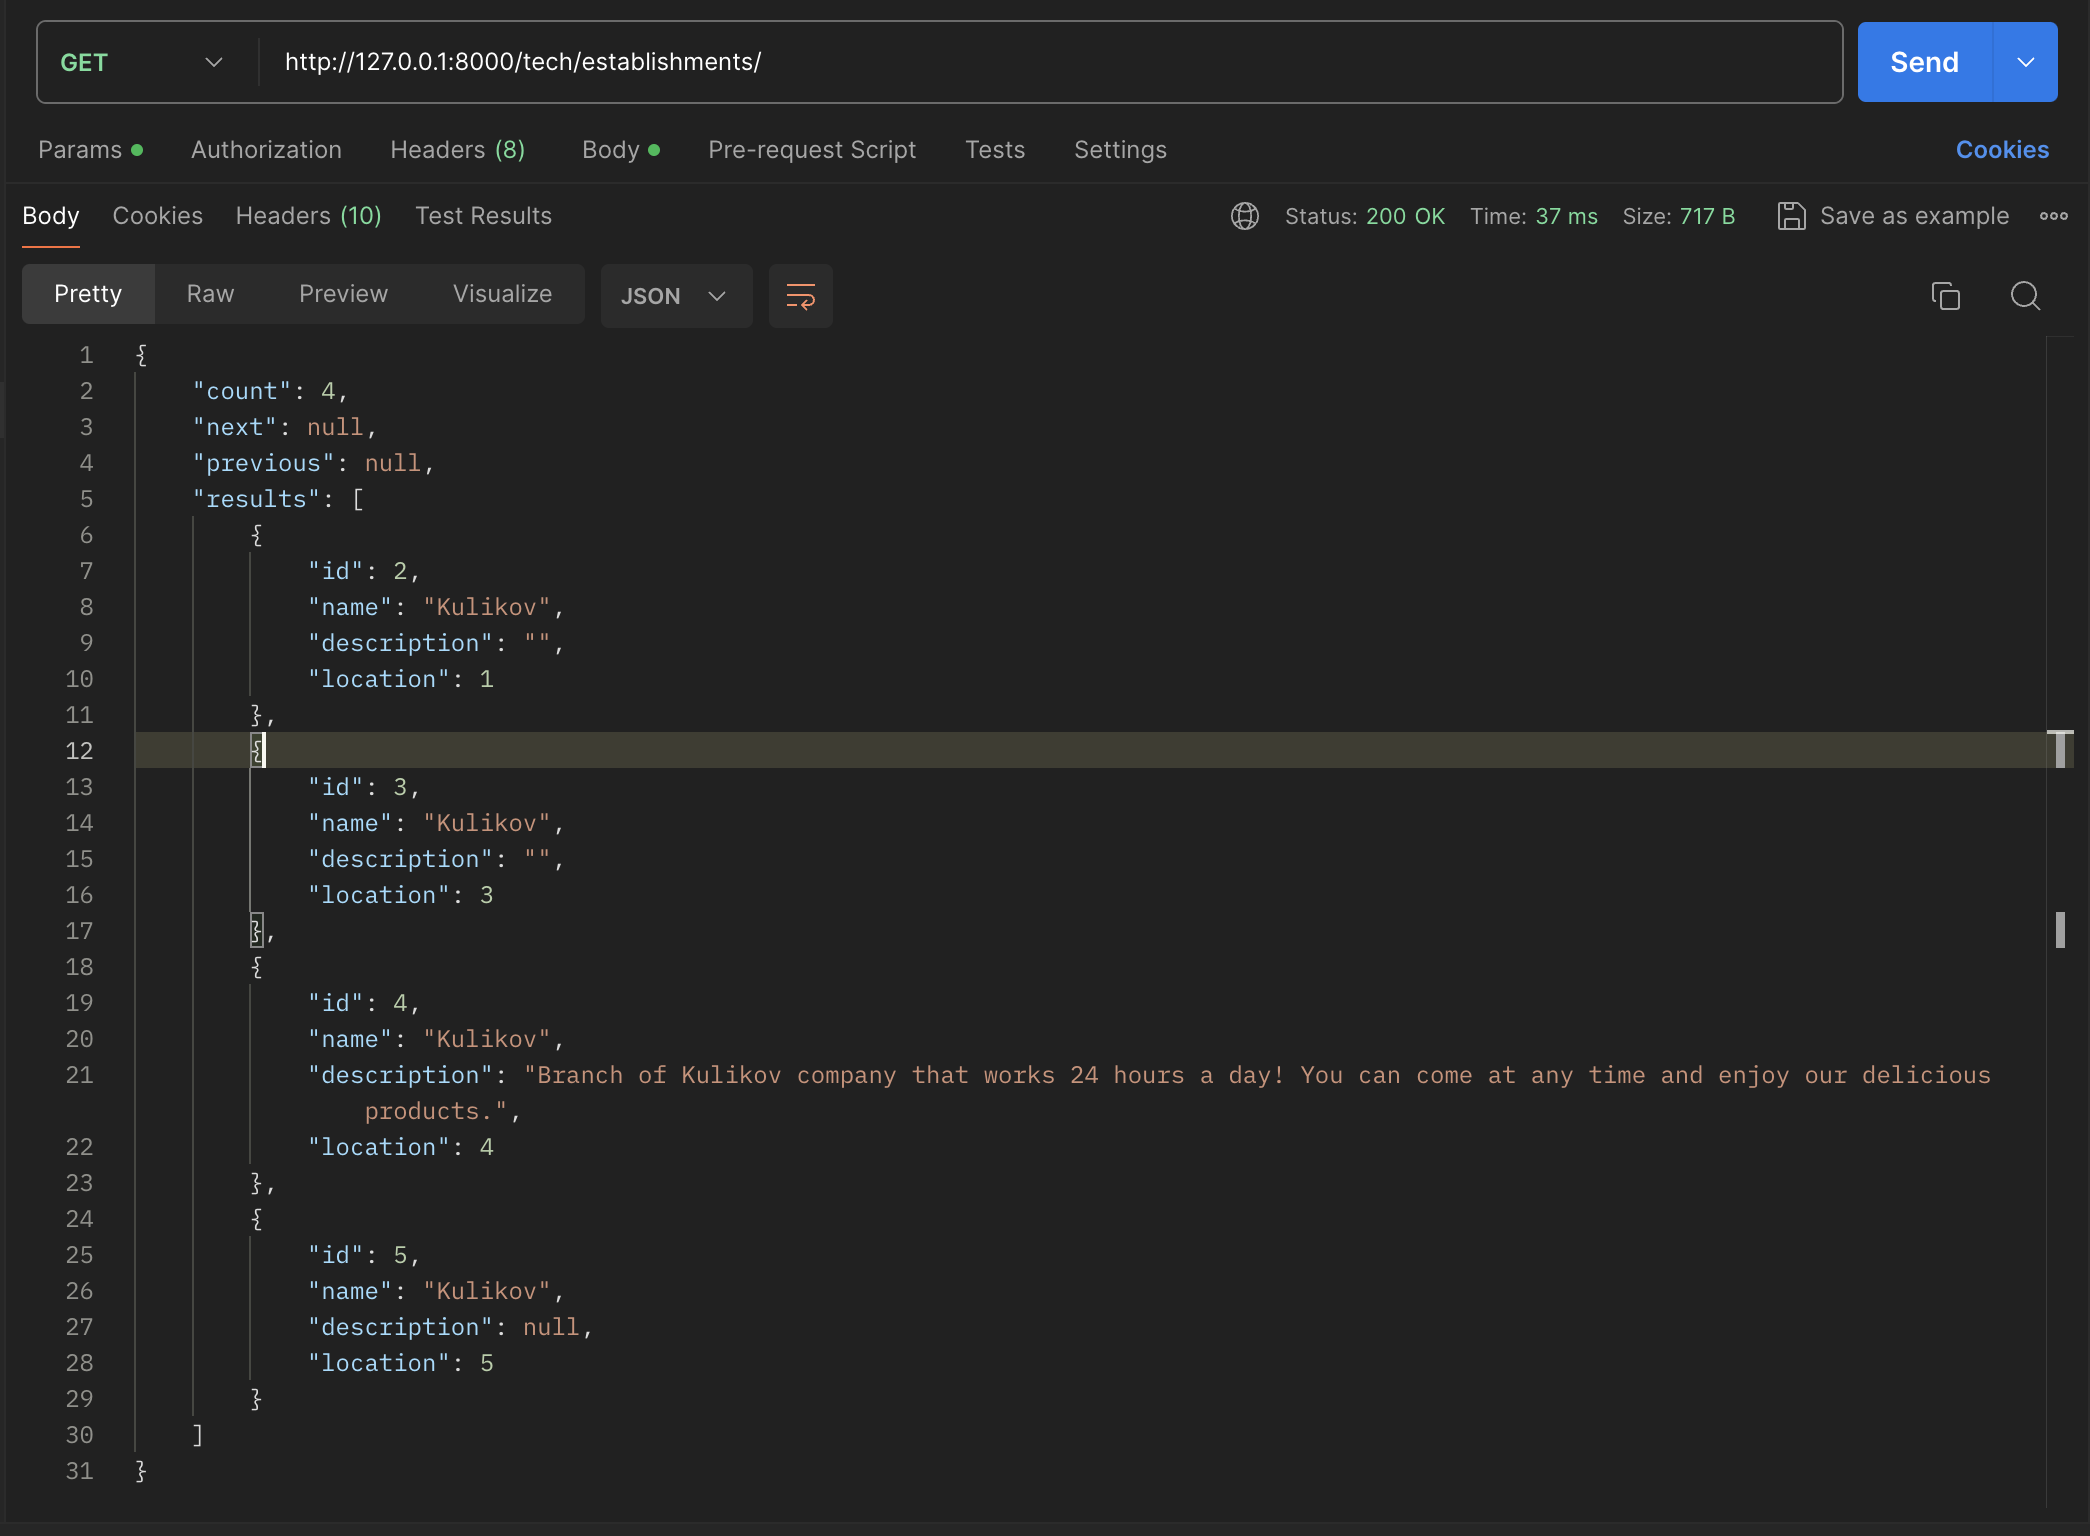 GET http://127.0.0.1:8000/tech/establishments/ Send
Params Authorization Headers (8) Body Pre-request Script Tests Settings Cookies
Body Cookies Headers (10) Test Results Status: 200 OK Time: 37 ms Size: 717 B Save as example
Pretty Raw Preview Visualize JSON
1 {
2 "count": 4,
3 "next": null,
4 "previous": null,
5 "results": [
6 {
7 "id": 2,
8 "name": "Kulikov",
9 "description": "",
10 "location": 1
11 },
12 {
13 "id": 3,
14 "name": "Kulikov",
15 "description": "",
16 "location": 3
17 },
18 {
19 "id": 4,
20 "name": "Kulikov",
21 "description": "Branch of Kulikov company that works 24 hours a day! You can come at any time and enjoy our delicious
products.",
22 "location": 4
23 },
24 {
25 "id": 5,
26 "name": "Kulikov",
27 "description": null,
28 "location": 5
29 }
30 ]
31 }